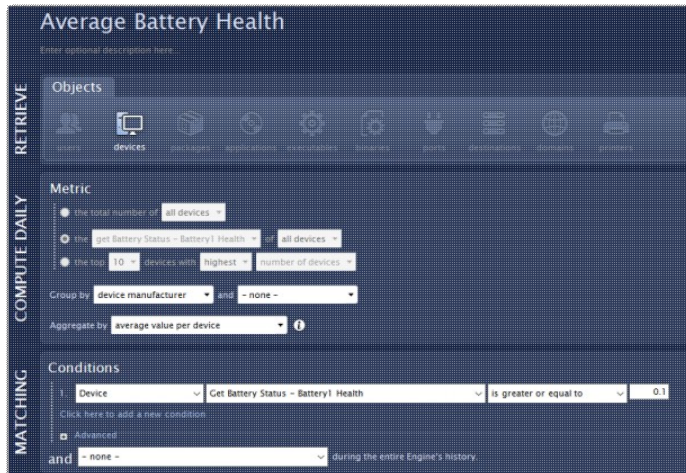 Average Battery Health
Enter optional description here...
RETRIEVE
Objects
users devices packages applications executables binaries ports destinations domains printers
COMPUTE DAILY
Metric
the total number of all devices
the get Battery Status - Battery1 Health of all devices
the top 10 devices with highest number of devices
Group by device manufacturer and - none -
Aggregate by average value per device i
MATCHING
Conditions
1. Device Get Battery Status - Battery1 Health is greater or equal to 0.1
Click here to add a new condition
Advanced
and - none - during the entire Engine's history.